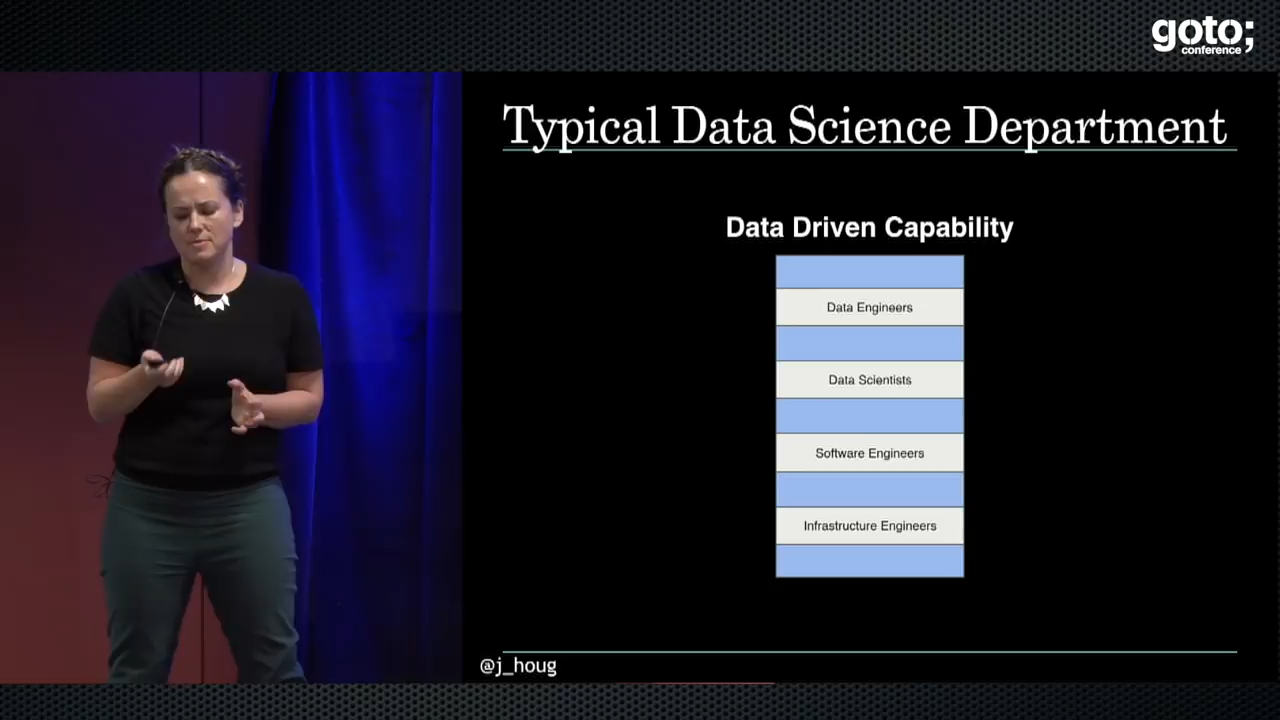 goto;
conference
Typical Data Science Department
Data Driven Capability
Data Engineers
Data Scientists
Software Engineers
Infrastructure Engineers
@j_houg